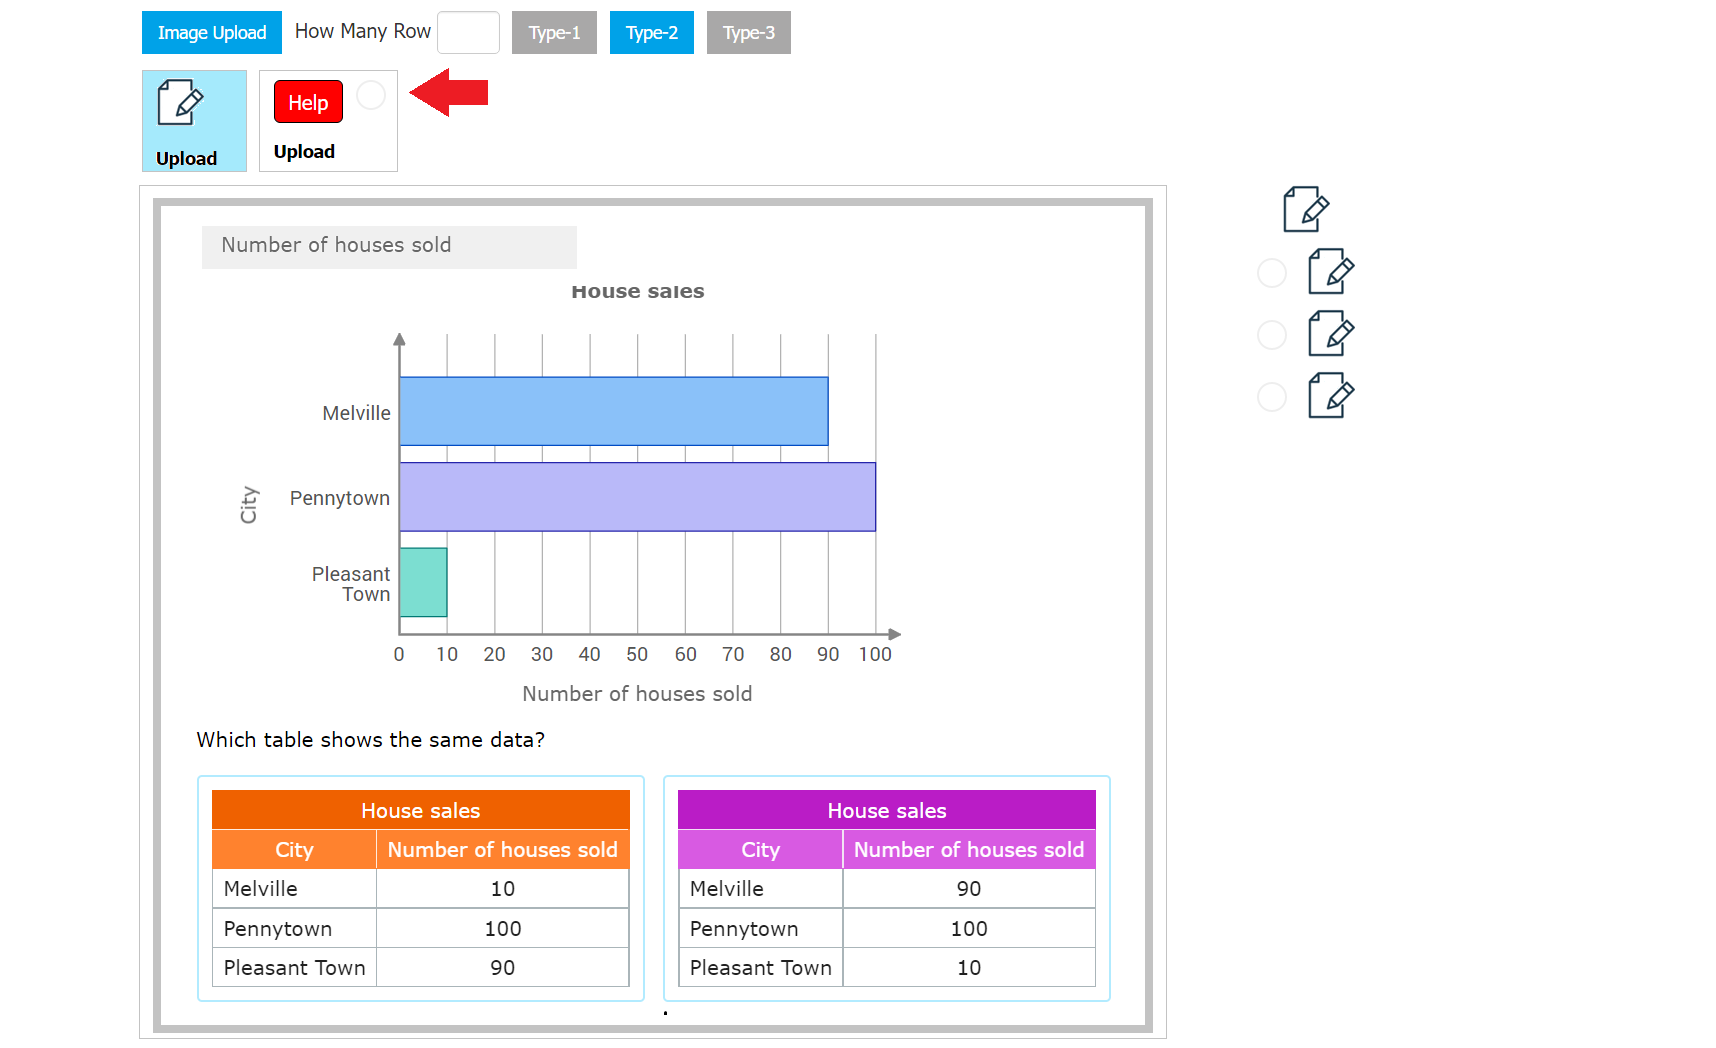 Image Upload How Many Row Type-1 Type-2 Type-3
Help
Upload Upload
Number of houses sold
House sales
Melville
Pennytown
City
Pleasant
Town
0 10 20 30 40 50 60 70 80 90 100
Number of houses sold
Which table shows the same data?
House sales
City Number of houses sold
Melville 10
Pennytown 100
Pleasant Town 90
House sales
City Number of houses sold
Melville 90
Pennytown 100
Pleasant Town 10